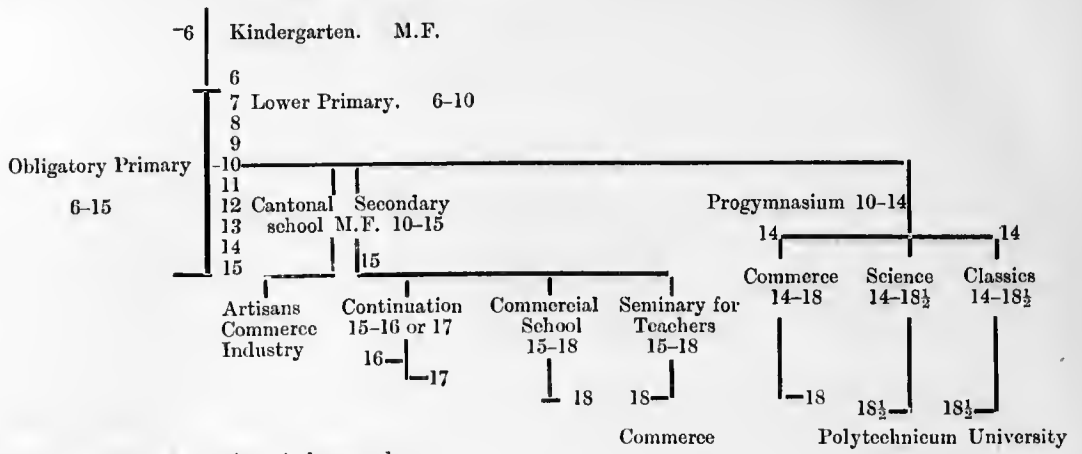 -6 Kindergarten. M.F.
6
7 Lower Primary. 6-10
8
9
Obligatory Primary -10
6-15
11
12 Cantonal Secondary
13 school M.F. 10-15
14
15
15
Progymnasium 10-14
14 14
Artisans
Commerce
Industry
Continuation
15-16 or 17
16
17
Commercial
School
15-18
18
Seminary for
Teachers
15-18
18
Commerce
Commerce
14-18
18
Science
14-18½
18½
Classics
14-18½
18½
Polytechnicum University